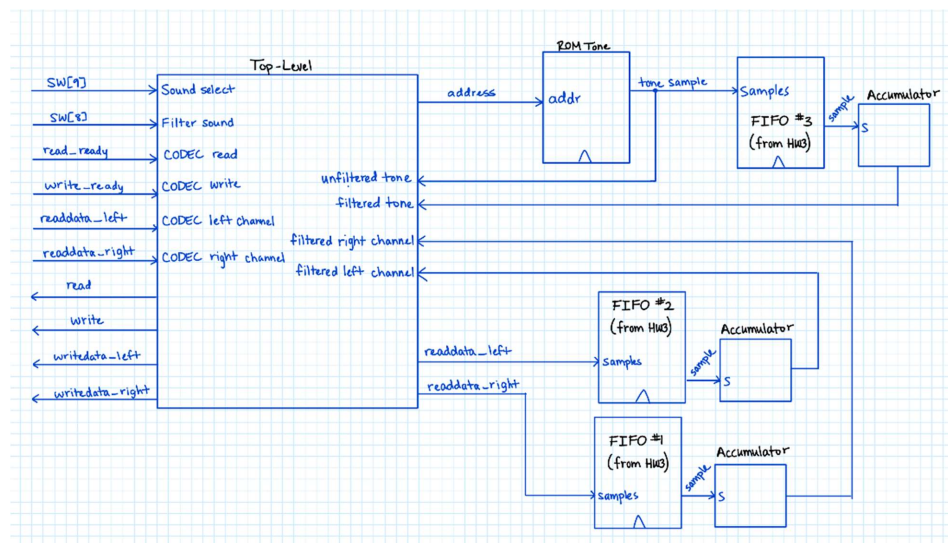 ROM Tone
Top-Level
SW[9]
Sound select
address
addr
tone sample
Samples
sample
Accumulator
S
SW[8]
Filter sound
FIFO #3
(from HW3)
read_ready
CODEC read
write_ready
CODEC write
unfiltered tone
filtered tone
readdata_left
CODEC left channel
filtered right channel
readdata_right
CODEC right channel
filtered left channel
read
write
writedata_left
writedata_right
readdata_left
readdata_right
FIFO #2
(from HW3)
samples
sample
Accumulator
S
FIFO #1
(from HW3)
samples
sample
Accumulator
S